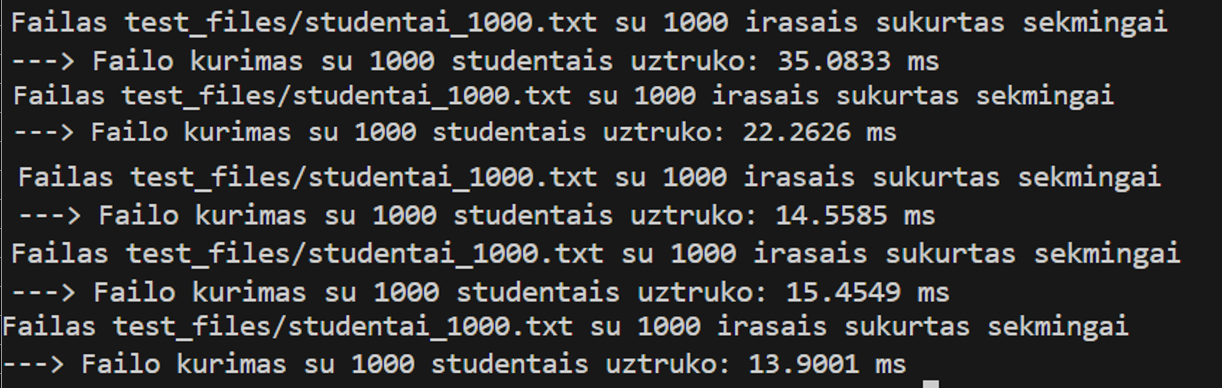 Failas test_files/studentai_1000.txt su 1000 irasais sukurtas sekmingai
---> Failo kurimas su 1000 studentais uztruko: 35.0833 ms
Failas test_files/studentai_1000.txt su 1000 irasais sukurtas sekmingai
---> Failo kurimas su 1000 studentais uztruko: 22.2626 ms
Failas test_files/studentai_1000.txt su 1000 irasais sukurtas sekmingai
---> Failo kurimas su 1000 studentais uztruko: 14.5585 ms
Failas test_files/studentai_1000.txt su 1000 irasais sukurtas sekmingai
---> Failo kurimas su 1000 studentais uztruko: 15.4549 ms
Failas test_files/studentai_1000.txt su 1000 irasais sukurtas sekmingai
---> Failo kurimas su 1000 studentais uztruko: 13.9001 ms